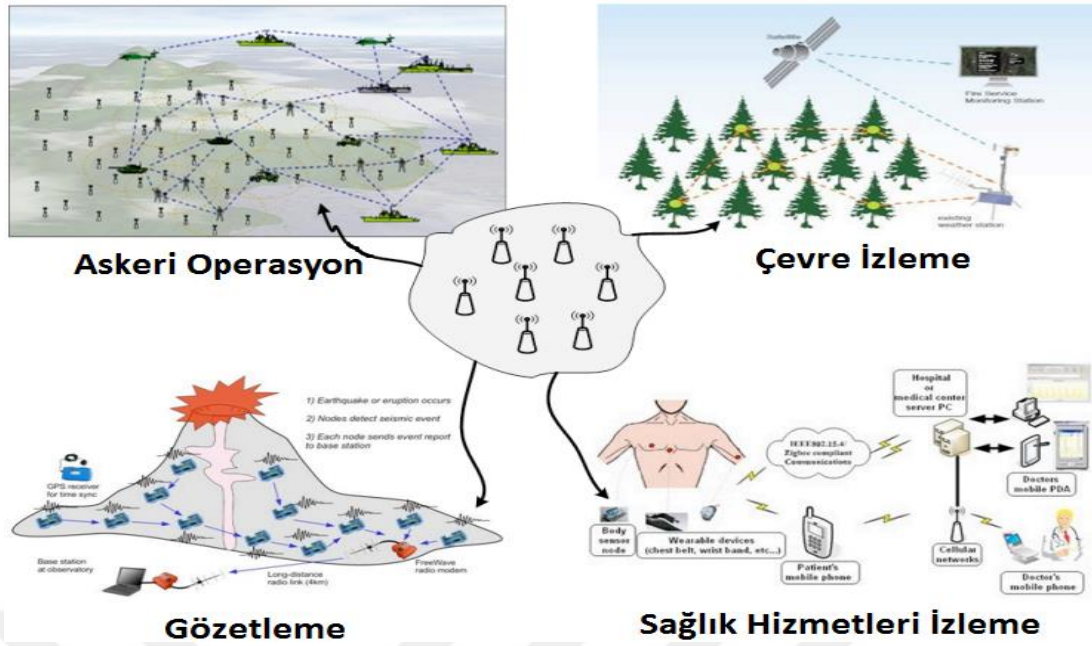 Satellite
Fire Service
Monitoring Station
existing
weather station
Askeri Operasyon
Çevre İzleme
1) Earthquake or eruption occurs
2) Nodes detect seismic event
3) Each node sends event report
to base station
GPS receiver
for time sync
Base station
at observatory
Long-distance
radio link (4km)
FreeWave
radio modem
Gözetleme
Hospital
or
medical center
server PC
IEEE802.15.4/
Zigbee compliant
Communications
Doctors
mobile PDA
Body
sensor
node
Wearable devices
(chest belt, wrist band, etc...)
Patient's
mobile phone
Cellular
networks
Doctor's
mobile phone
Sağlık Hizmetleri İzleme